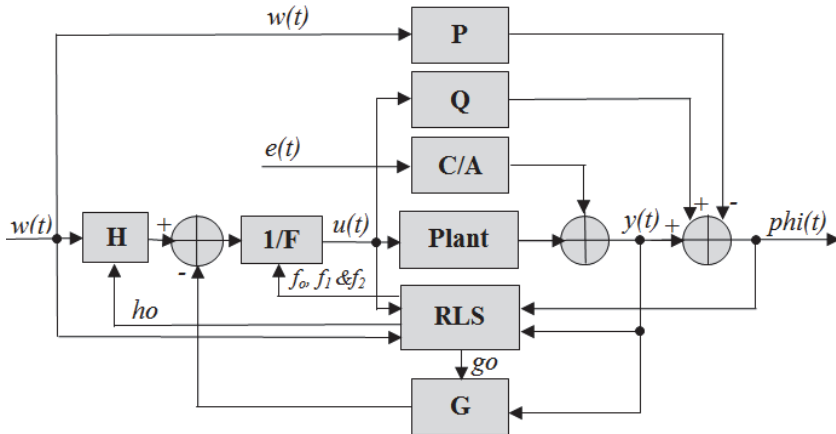 w(t)
P
Q
e(t)
C/A
w(t)
H
+
-
1/F
u(t)
Plant
y(t)
+
+
-
phi(t)
fo, f1 &f2
ho
RLS
go
G